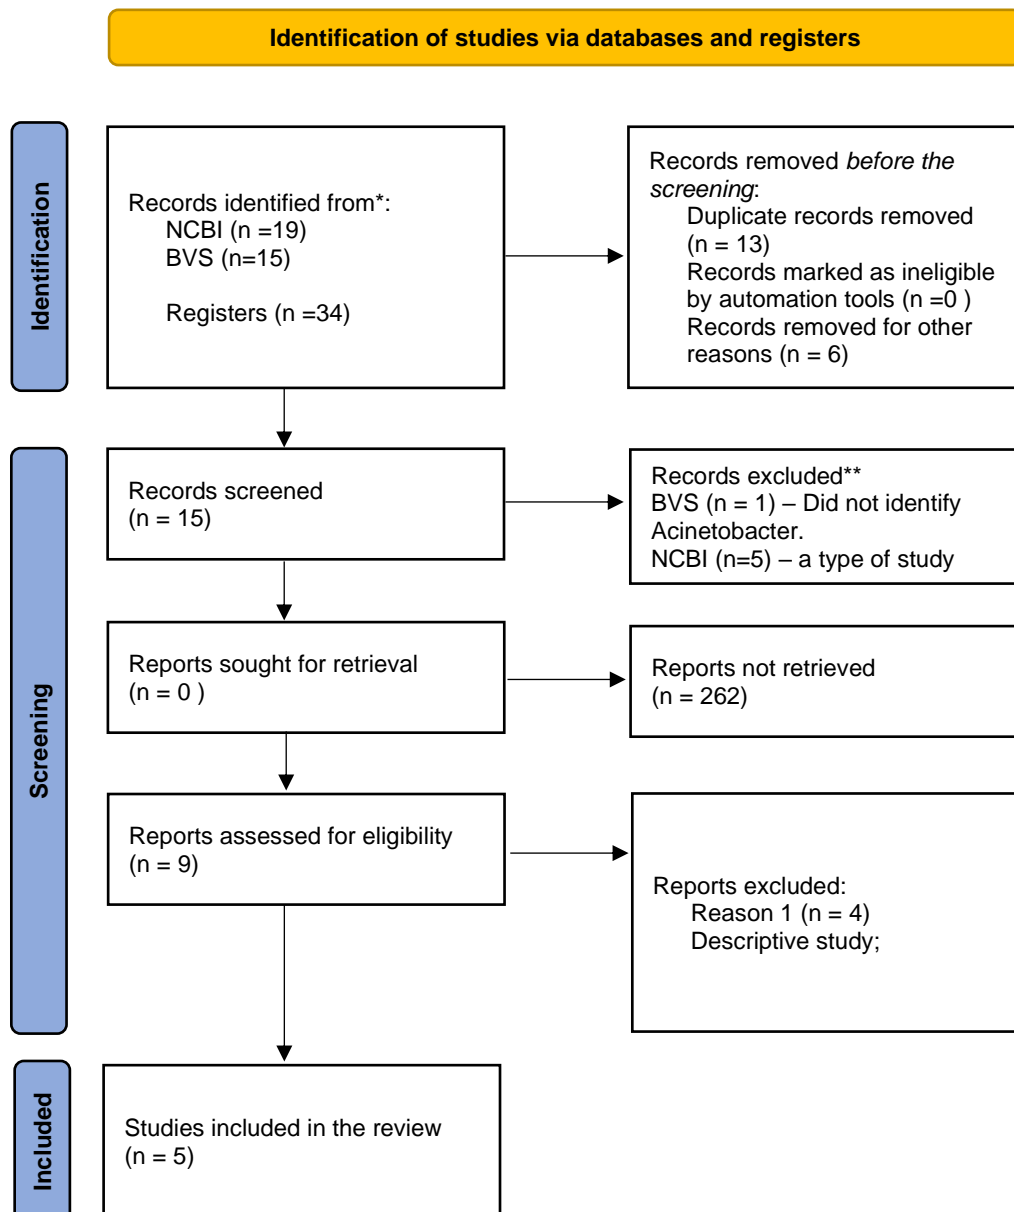 Identification of studies via databases and registers
Identification
Records identified from*:
NCBI (n =19)
BVS (n=15)
Registers (n =34)
Records removed before the
screening:
Duplicate records removed
(n = 13)
Records marked as ineligible
by automation tools (n =0 )
Records removed for other
reasons (n = 6)
Screening
Records screened
(n = 15)
Records excluded**
BVS (n = 1) – Did not identify
Acinetobacter.
NCBI (n=5) – a type of study
Reports sought for retrieval
(n = 0 )
Reports not retrieved
(n = 262)
Reports assessed for eligibility
(n = 9)
Reports excluded:
Reason 1 (n = 4)
Descriptive study;
Included
Studies included in the review
(n = 5)